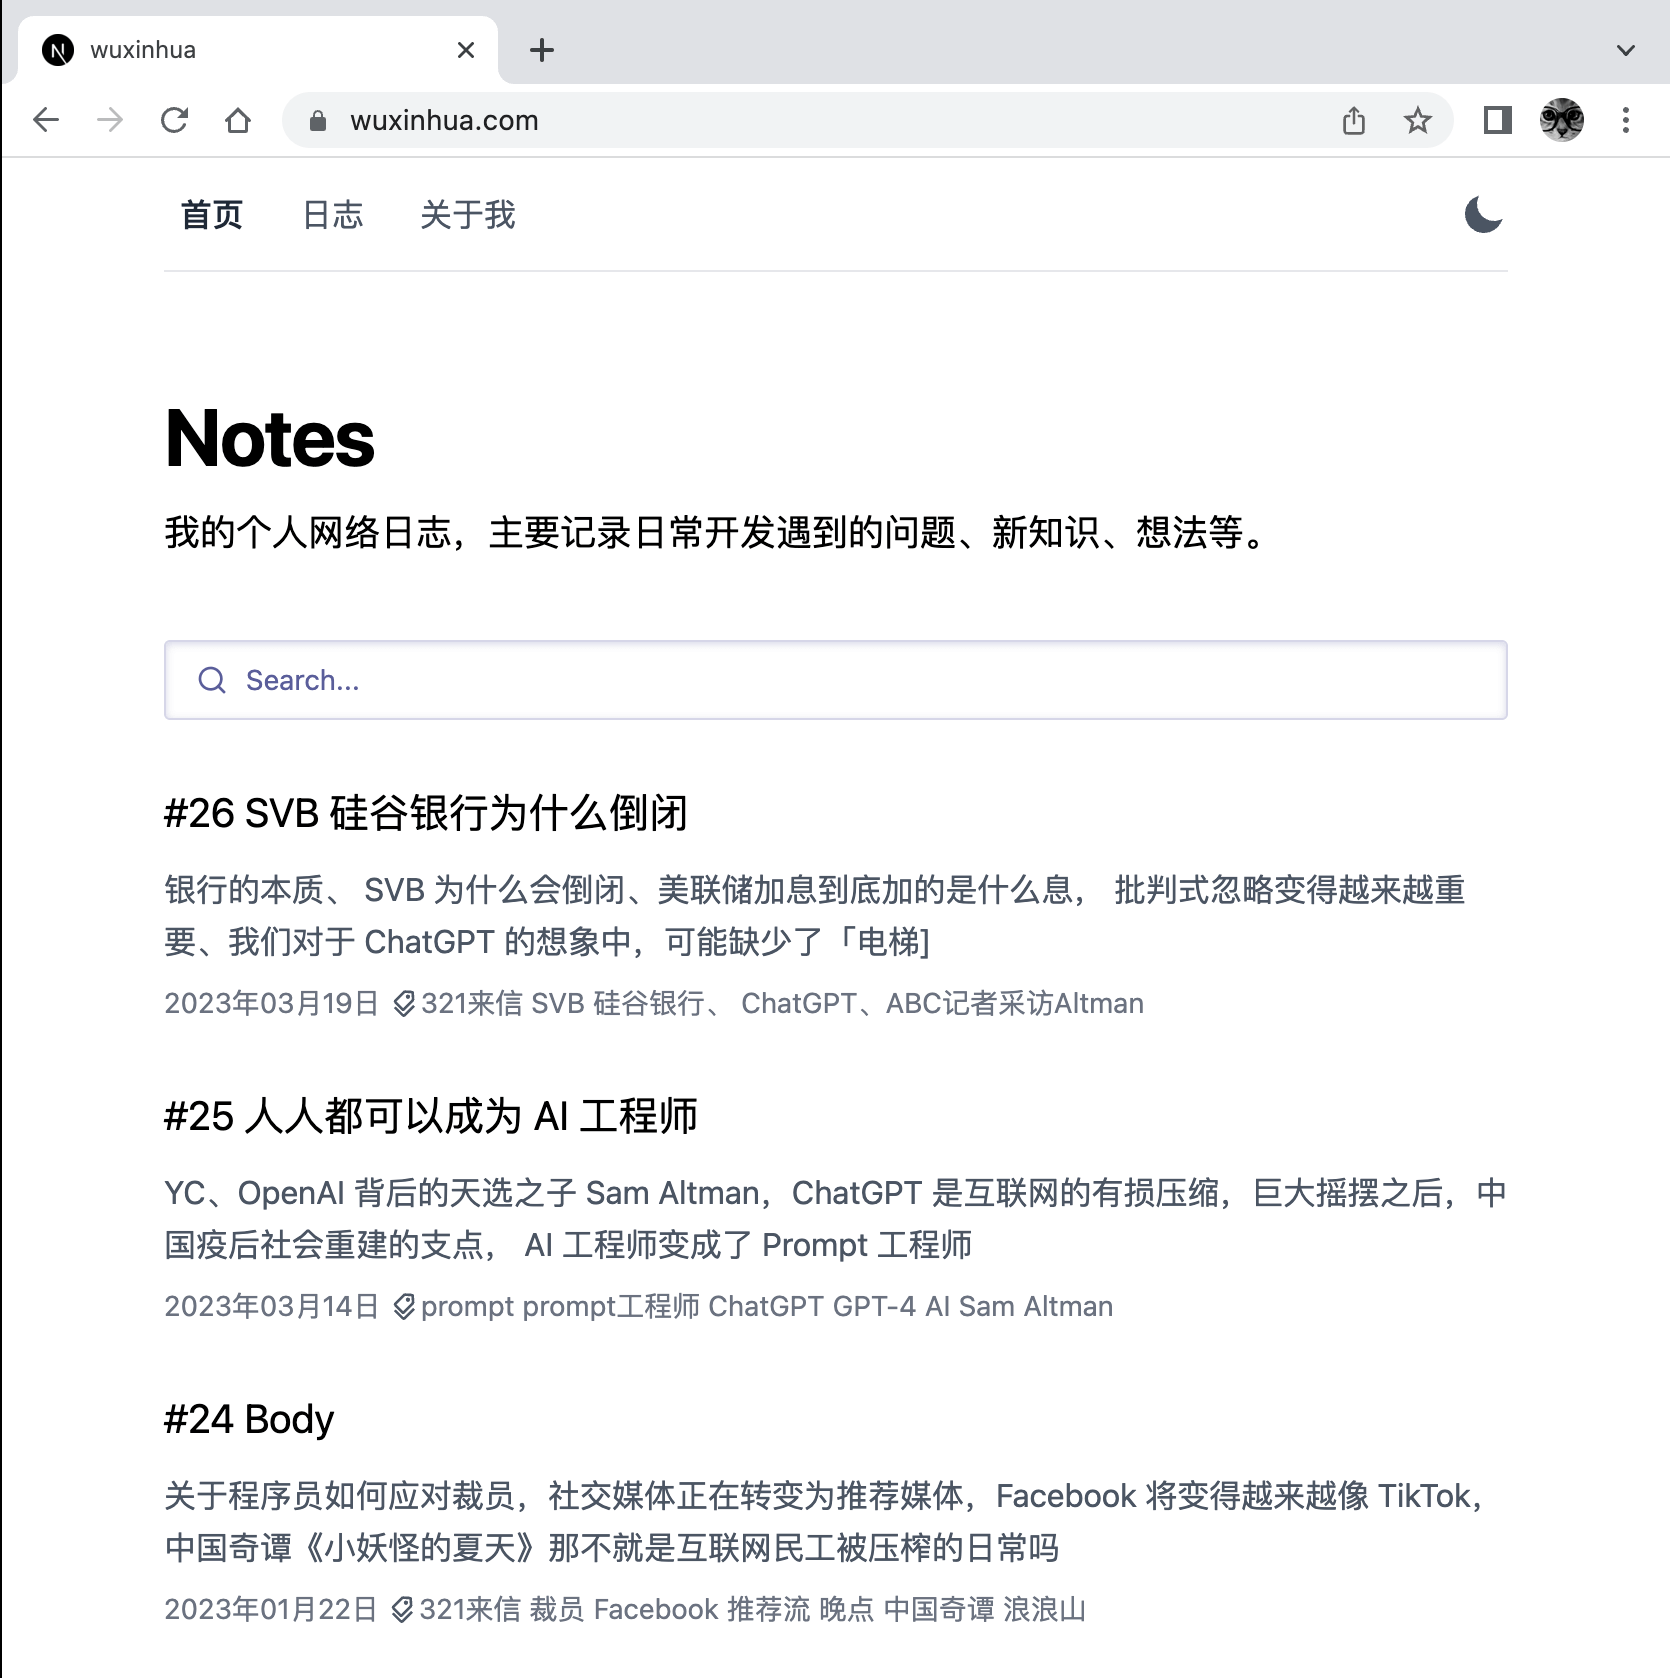 wuxinhua
wuxinhua.com
首页 日志 关于我
Notes
我的个人网络日志，主要记录日常开发遇到的问题、新知识、想法等。
Search...
#26 SVB 硅谷银行为什么倒闭
银行的本质、 SVB 为什么会倒闭、美联储加息到底加的是什么息， 批判式忽略变得越来越重
要、我们对于 ChatGPT 的想象中，可能缺少了「电梯]
2023年03月19日 321来信 SVB 硅谷银行、 ChatGPT、ABC记者采访Altman
#25 人人都可以成为 AI 工程师
YC、OpenAI 背后的天选之子 Sam Altman，ChatGPT 是互联网的有损压缩，巨大摇摆之后，中
国疫后社会重建的支点， AI 工程师变成了 Prompt 工程师
2023年03月14日 prompt prompt工程师 ChatGPT GPT-4 AI Sam Altman
#24 Body
关于程序员如何应对裁员，社交媒体正在转变为推荐媒体，Facebook 将变得越来越像 TikTok，
中国奇谭《小妖怪的夏天》那不就是互联网民工被压榨的日常吗
2023年01月22日 321来信 裁员 Facebook 推荐流 晚点 中国奇谭 浪浪山